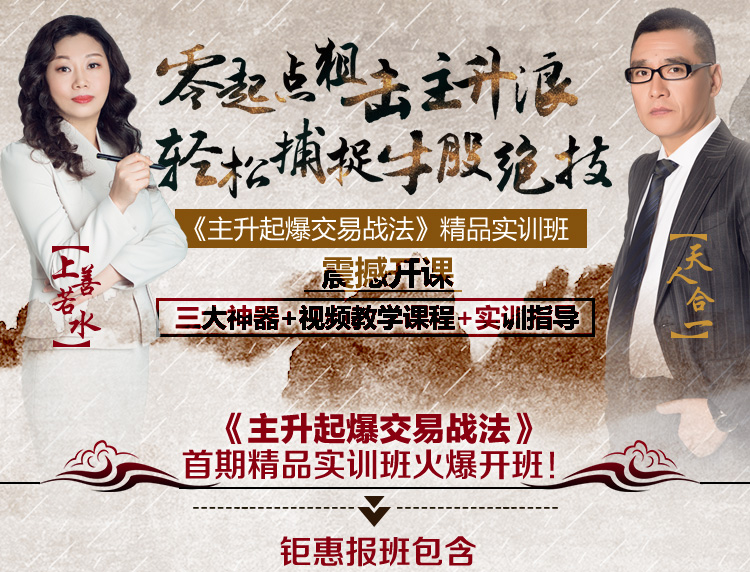 零起点狙击主升浪
轻松捕捉牛股绝技
《主升起爆交易战法》精品实训班
震撼开课
三大神器+视频教学课程+实训指导
【上善若水】
【天人合一】
《主升起爆交易战法》
首期精品实训班火爆开班！
钜惠报班包含